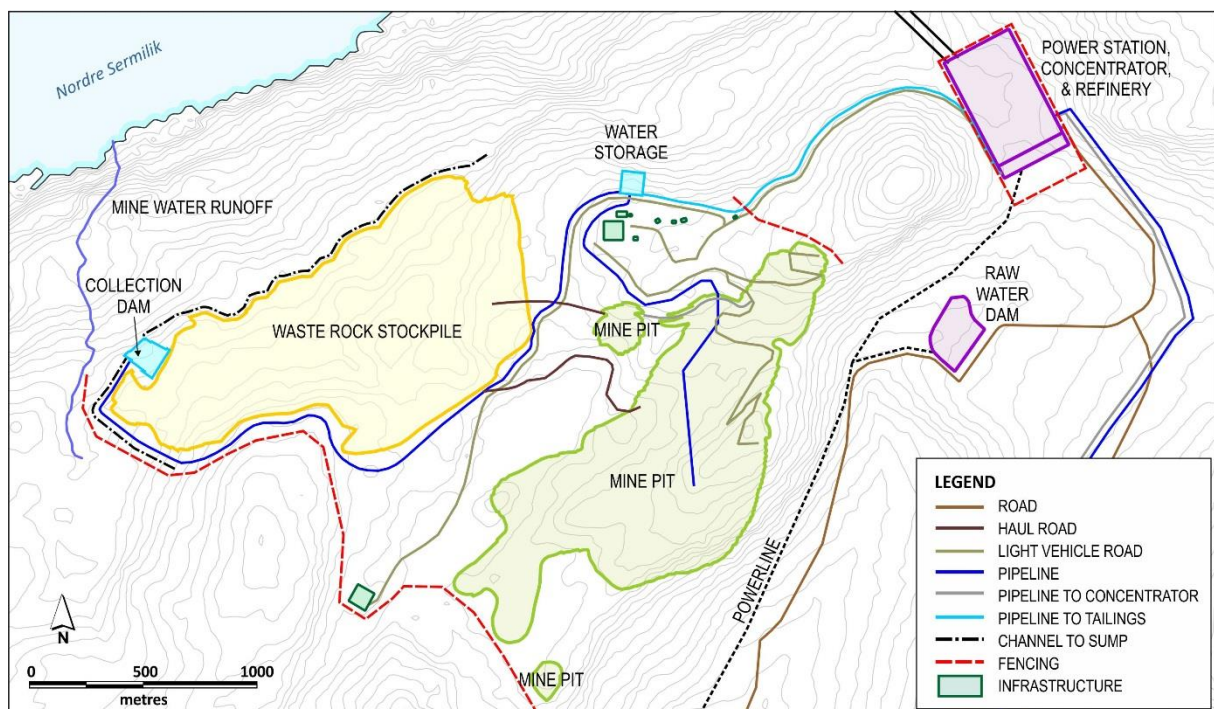 Nordre Sermilik
POWER STATION,
CONCENTRATOR,
& REFINERY
WATER
STORAGE
MINE WATER RUNOFF
COLLECTION
DAM
RAW
WATER
DAM
WASTE ROCK STOCKPILE
MINE PIT
MINE PIT
POWERLINE
MINE PIT
N
0 500 1000
metres
LEGEND
ROAD
HAUL ROAD
LIGHT VEHICLE ROAD
PIPELINE
PIPELINE TO CONCENTRATOR
PIPELINE TO TAILINGS
CHANNEL TO SUMP
FENCING
INFRASTRUCTURE